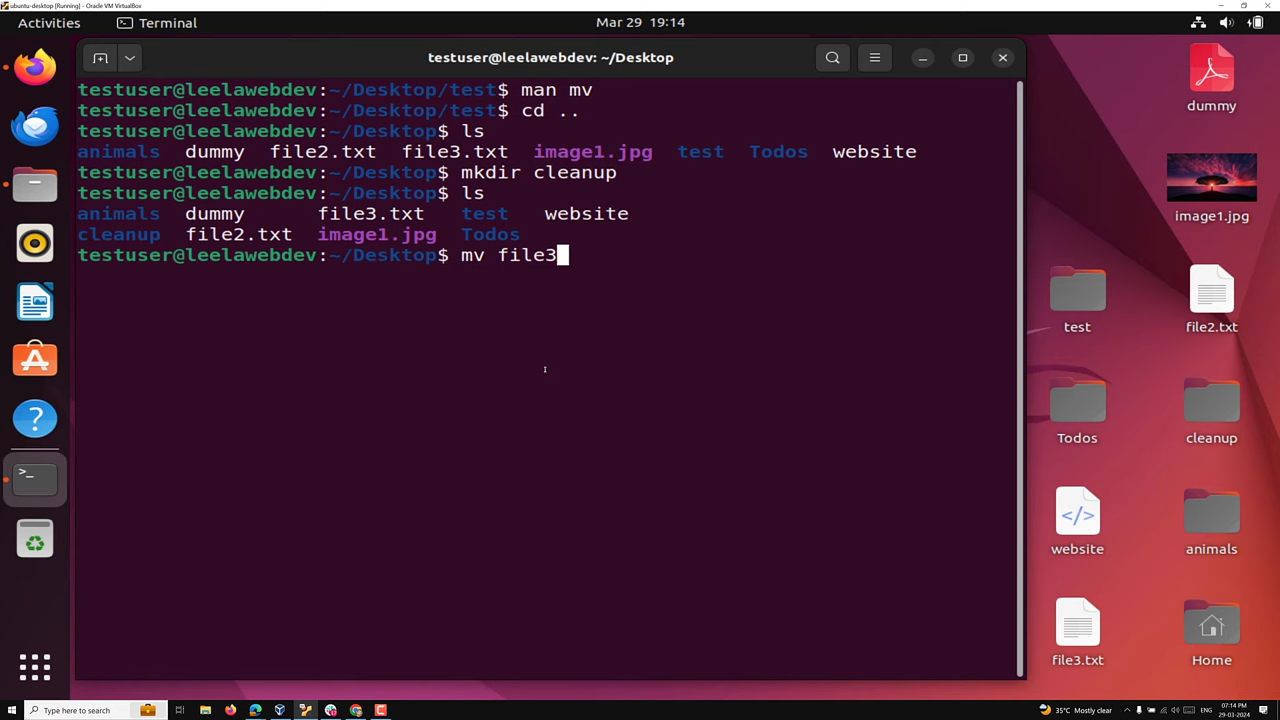 ubuntu-desktop [Running] - Oracle VM VirtualBox
Activities Terminal Mar 29 19:14
testuser@leelawebdev: ~/Desktop
testuser@leelawebdev:~/Desktop/test$ man mv
testuser@leelawebdev:~/Desktop/test$ cd ..
testuser@leelawebdev:~/Desktop$ ls
animals dummy file2.txt file3.txt image1.jpg test Todos website
testuser@leelawebdev:~/Desktop$ mkdir cleanup
testuser@leelawebdev:~/Desktop$ ls
animals dummy file3.txt test website
cleanup file2.txt image1.jpg Todos
testuser@leelawebdev:~/Desktop$ mv file3
dummy
image1.jpg
test file2.txt
Todos cleanup
website animals
file3.txt Home
Type here to search 35°C Mostly clear ENG 07:14 PM
29-03-2024